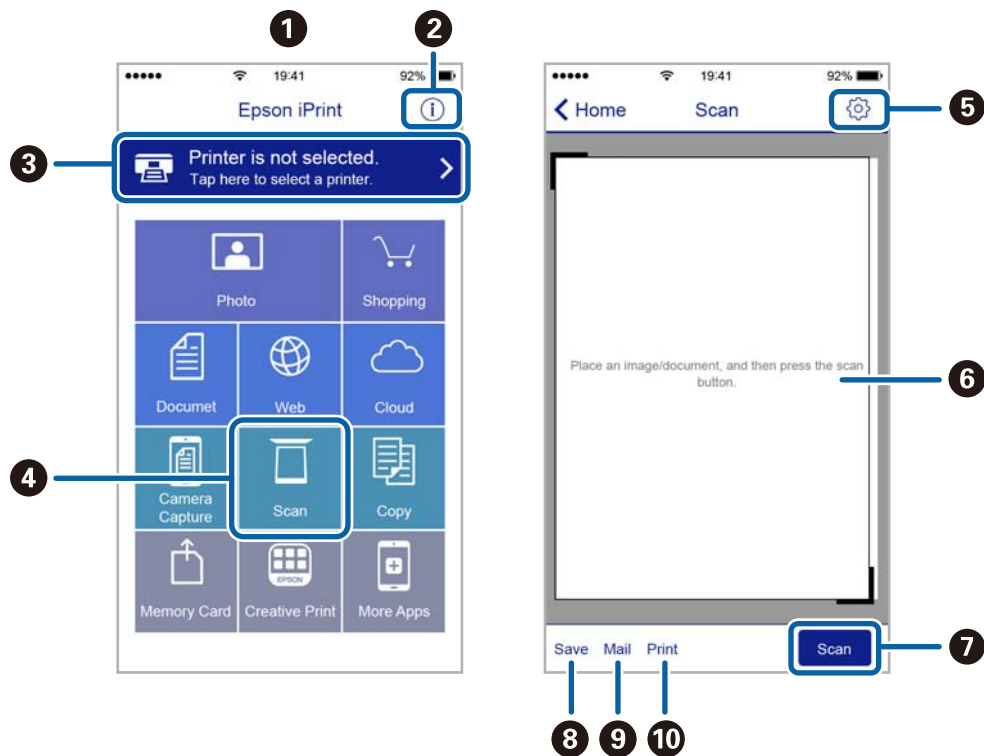 1
2
19:41
92%
Epson iPrint
3
Printer is not selected.
Tap here to select a printer.
Photo
Shopping
Documet
Web
Cloud
4
Camera
Capture
Scan
Copy
EPSON
Memory Card
Creative Print
More Apps
19:41
92%
Home
Scan
5
Place an image/document, and then press the scan
button.
6
Save
Mail
Print
Scan
7
8
9
10